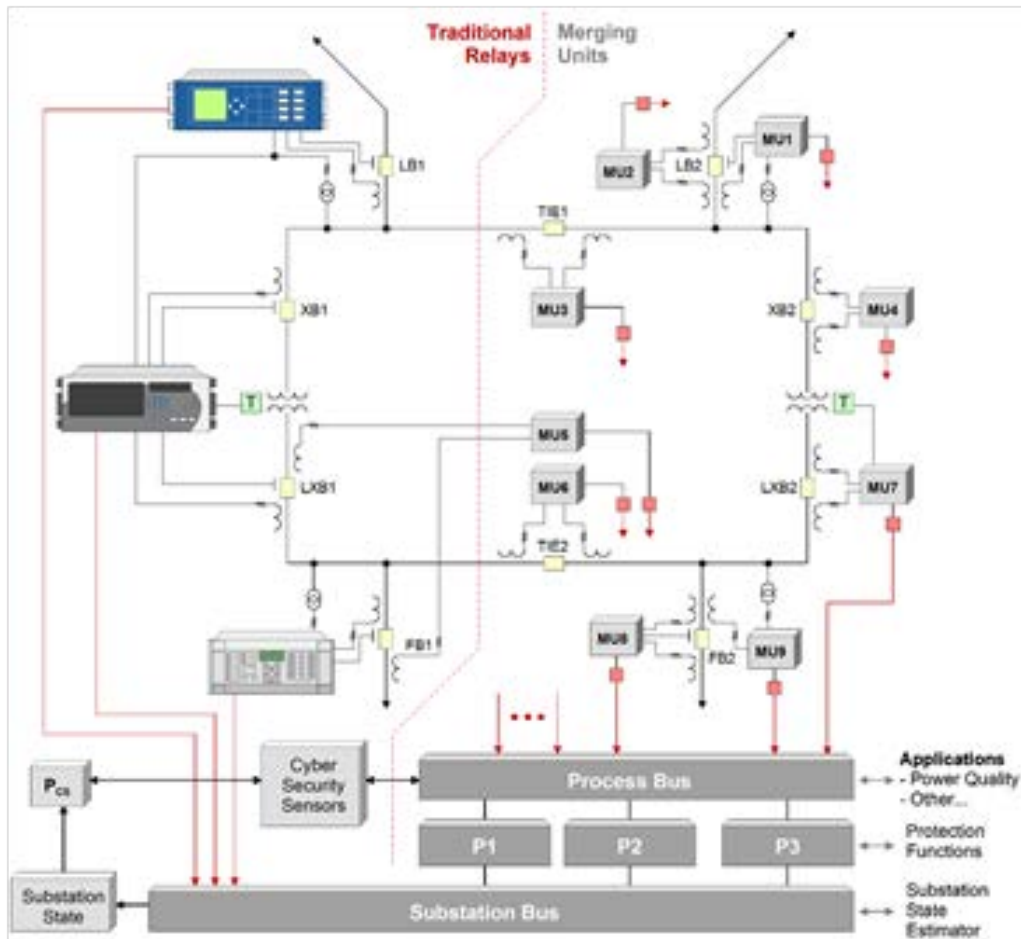 Traditional
Relays
Merging
Units
LB1
MU2
LB2
MU1
TIE1
XB1
MU3
XB2
MU4
T
T
MU5
LXB1
MU6
LXB2
MU7
TIE2
FB1
MU8
FB2
MU9
Process Bus
Applications
- Power Quality
- Other...
Cyber
Security
Sensors
Pcs
P1
P2
P3
Protection
Functions
Substation
State
Substation Bus
Substation
State
Estimator